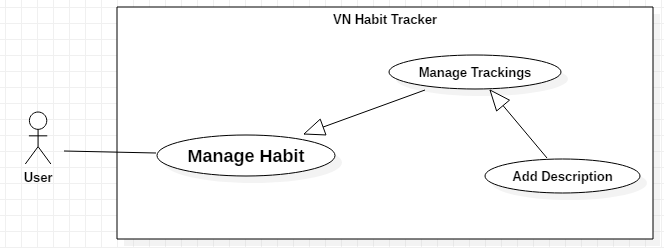 VN Habit Tracker
Manage Trackings
Manage Habit
User
Add Description